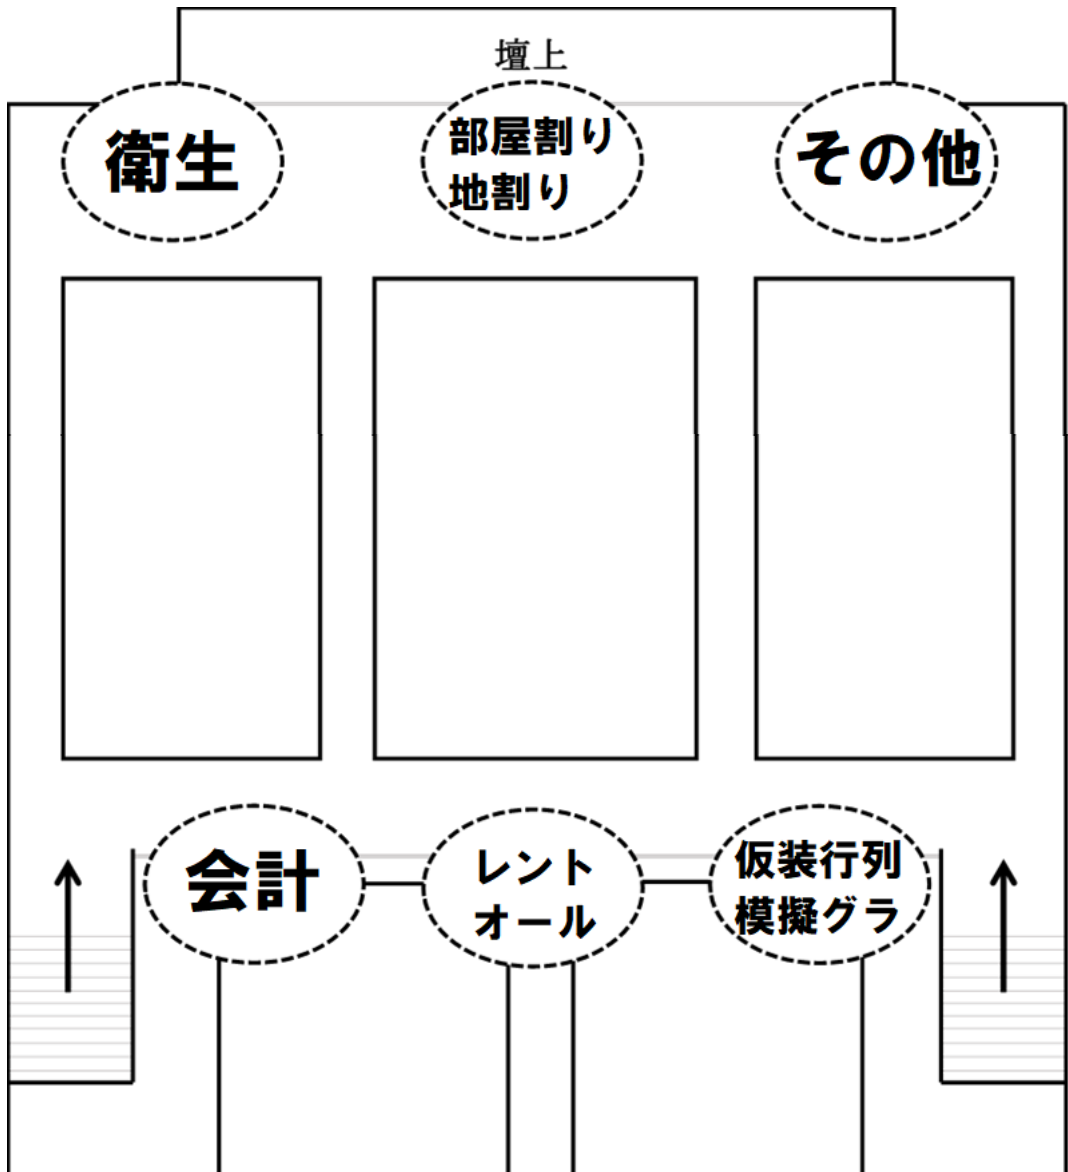 壇上
衛生
部屋割り
地割り
その他
会計
レント
オール
仮装行列
模擬グラ